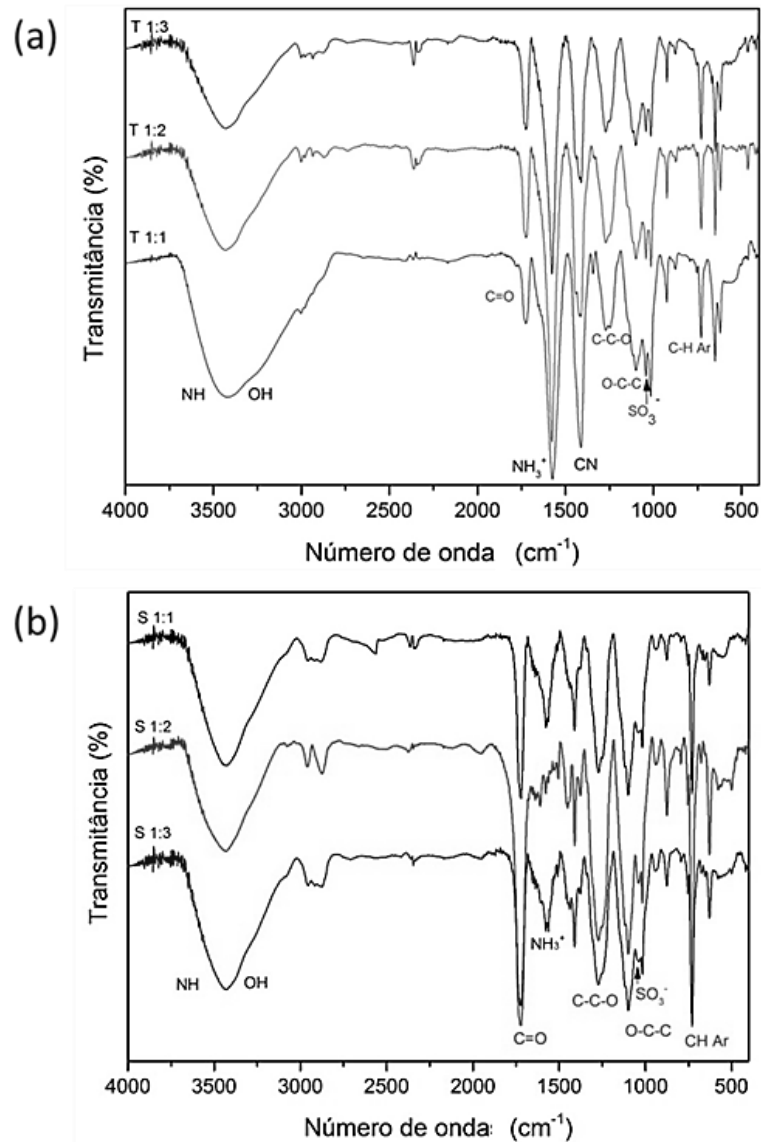 (a)
T 1:3
T 1:2
T 1:1
C=O
C-C-O
C-H Ar
O-C-C
SO3-
NH OH
NH3+ CN
Transmitância (%)
4000 3500 3000 2500 2000 1500 1000 500
Número de onda (cm-1)
(b)
S 1:1
S 1:2
S 1:3
NH3+
NH OH
C-C-O
SO3-
O-C-C
C=O
CH Ar
Transmitância (%)
4000 3500 3000 2500 2000 1500 1000 500
Número de onda: (cm-1)